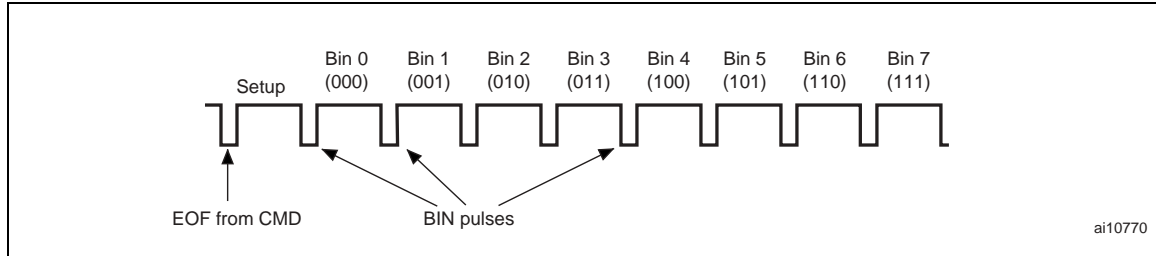 Bin 0 Bin 1 Bin 2 Bin 3 Bin 4 Bin 5 Bin 6 Bin 7
Setup (000) (001) (010) (011) (100) (101) (110) (111)
EOF from CMD BIN pulses
ai10770